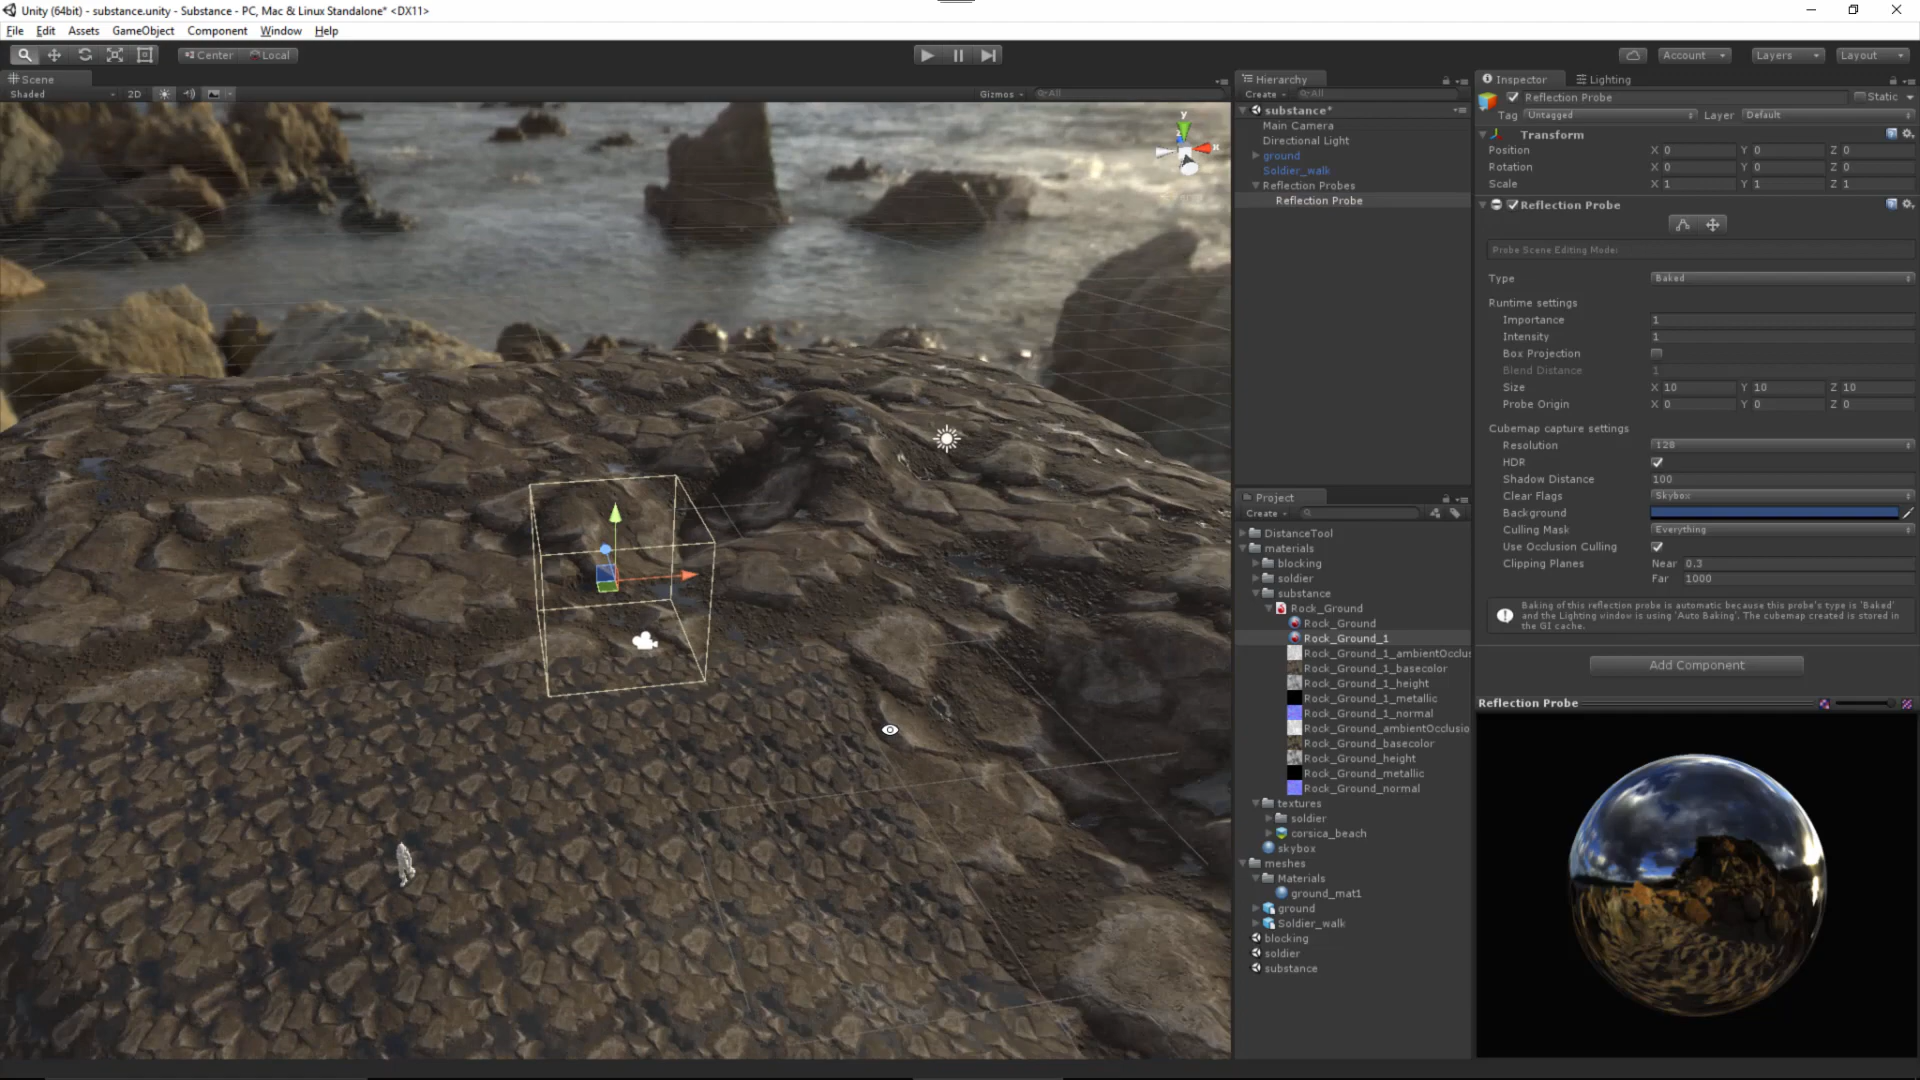 Unity (64bit) - substance.unity - Substance - PC, Mac & Linux Standalone* <DX11>
File Edit Assets GameObject Component Window Help
Center Local
Account Layers Layout
Scene
Shaded 2D Gizmos All
Hierarchy
Create All
substance*
Main Camera
Directional Light
ground
Soldier_walk
Reflection Probes
Reflection Probe
Project
Create
DistanceTool
materials
blocking
soldier
substance
Rock_Ground
Rock_Ground
Rock_Ground_1
Rock_Ground_1_ambientOcclus
Rock_Ground_1_basecolor
Rock_Ground_1_height
Rock_Ground_1_metallic
Rock_Ground_1_normal
Rock_Ground_ambientOcclusio
Rock_Ground_basecolor
Rock_Ground_height
Rock_Ground_metallic
Rock_Ground_normal
textures
soldier
corsica_beach
skybox
meshes
Materials
ground_mat1
ground
Soldier_walk
blocking
soldier
substance
Inspector Lighting
Reflection Probe Static
Tag Untagged Layer Default
Transform
Position X 0 Y 0 Z 0
Rotation X 0 Y 0 Z 0
Scale X 1 Y 1 Z 1
Reflection Probe
Probe Scene Editing Mode:
Type Baked
Runtime settings
Importance 1
Intensity 1
Box Projection
Blend Distance 1
Size X 10 Y 10 Z 10
Probe Origin X 0 Y 0 Z 0
Cubemap capture settings
Resolution 128
HDR
Shadow Distance 100
Clear Flags Skybox
Background
Culling Mask Everything
Use Occlusion Culling
Clipping Planes Near 0.3
Far 1000
Baking of this reflection probe is automatic because this probe's type is 'Baked'
and the Lighting window is using 'Auto Baking'. The cubemap created is stored in
the GI cache.
Add Component
Reflection Probe
y
x
z